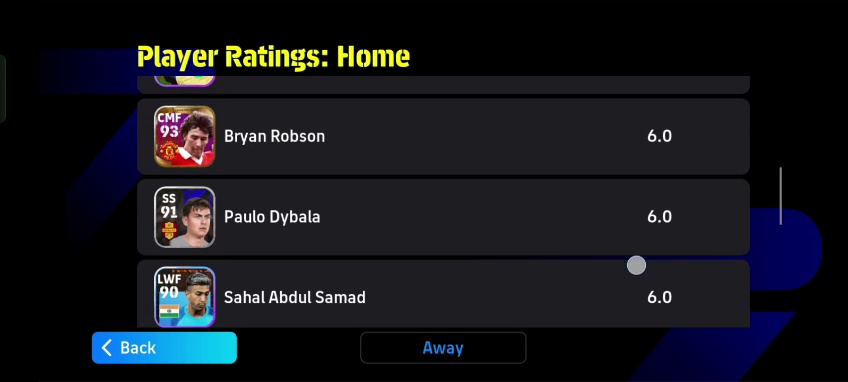 Player Ratings: Home
CMF
93
Bryan Robson
6.0
SS
91
Paulo Dybala
6.0
LWF
90
Sahal Abdul Samad
6.0
Back
Away